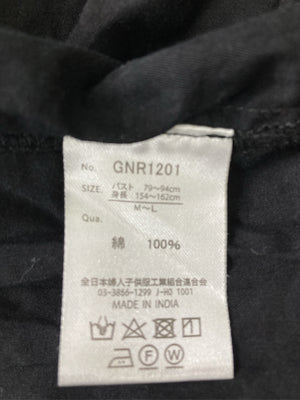 No. GNR1201
SIZE. バスト 79～94cm
身長 154～162cm
M～L
Qua.
綿 100%
全日本婦人子供服工業組合連合会
03-3866-1299 J-HO 1001
MADE IN INDIA
F W